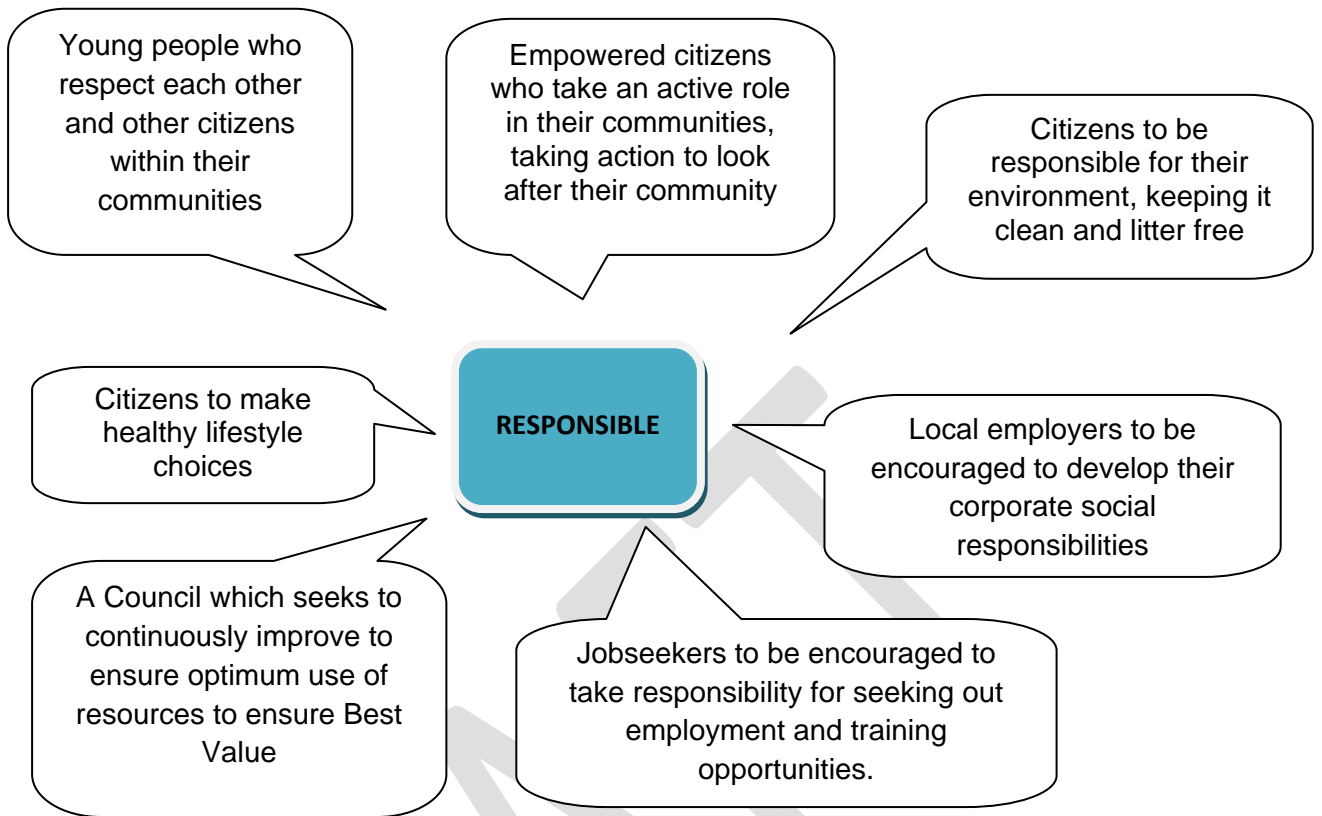 Young people who
respect each other
and other citizens
within their
communities
Empowered citizens
who take an active role
in their communities,
taking action to look
after their community
Citizens to be
responsible for their
environment, keeping it
clean and litter free
Citizens to make
healthy lifestyle
choices
RESPONSIBLE
Local employers to be
encouraged to develop their
corporate social
responsibilities
A Council which seeks to
continuously improve to
ensure optimum use of
resources to ensure Best
Value
Jobseekers to be encouraged to
take responsibility for seeking out
employment and training
opportunities.